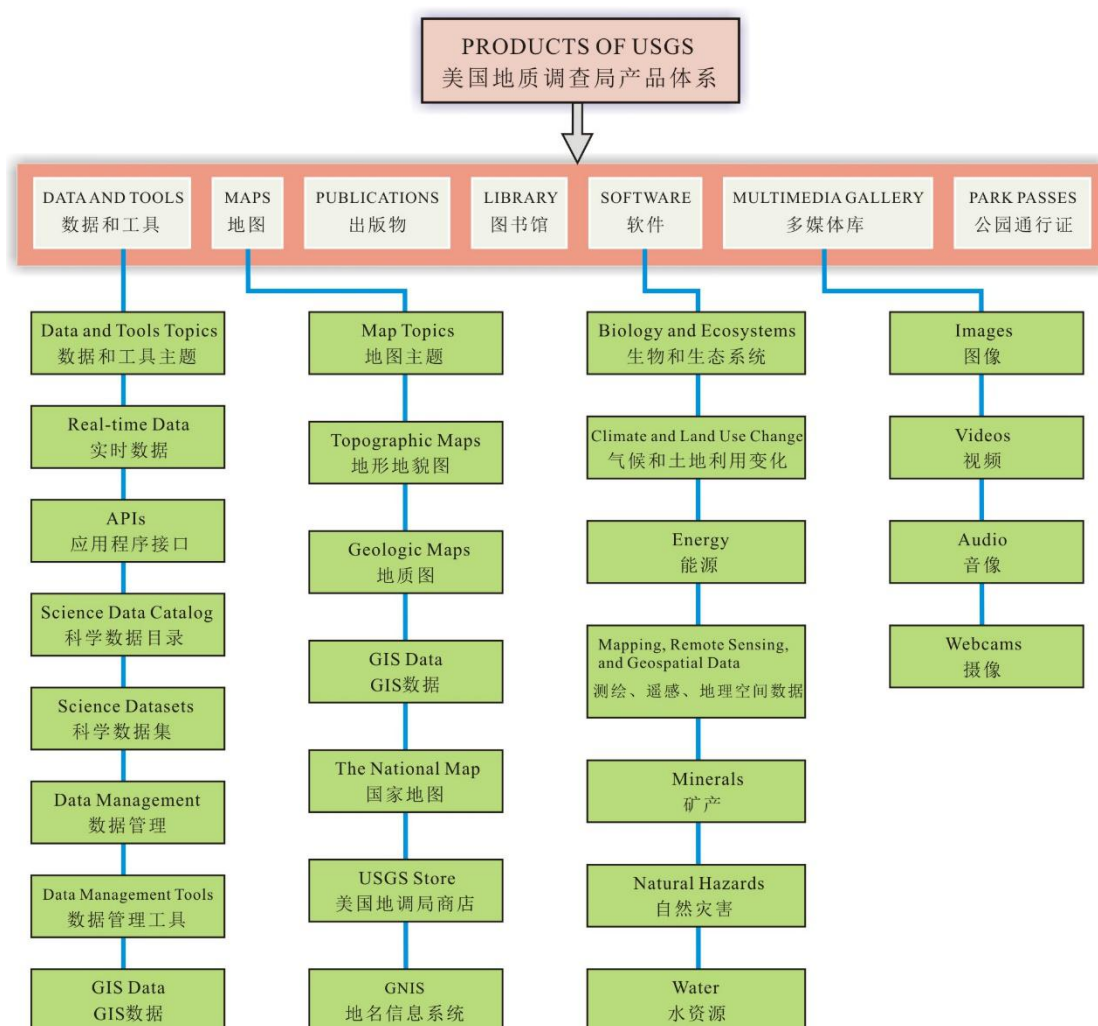 PRODUCTS OF USGS
美国地质调查局产品体系
DATA AND TOOLS
数据和工具
MAPS
地图
PUBLICATIONS
出版物
LIBRARY
图书馆
SOFTWARE
软件
MULTIMEDIA GALLERY
多媒体库
PARK PASSES
公园通行证
Data and Tools Topics
数据和工具主题
Real-time Data
实时数据
APIs
应用程序接口
Science Data Catalog
科学数据目录
Science Datasets
科学数据集
Data Management
数据管理
Data Management Tools
数据管理工具
GIS Data
GIS数据
Map Topics
地图主题
Topographic Maps
地形地貌图
Geologic Maps
地质图
GIS Data
GIS数据
The National Map
国家地图
USGS Store
美国地调局商店
GNIS
地名信息系统
Biology and Ecosystems
生物和生态系统
Climate and Land Use Change
气候和土地利用变化
Energy
能源
Mapping, Remote Sensing,
and Geospatial Data
测绘、遥感、地理空间数据
Minerals
矿产
Natural Hazards
自然灾害
Water
水资源
Images
图像
Videos
视频
Audio
音像
Webcams
摄像